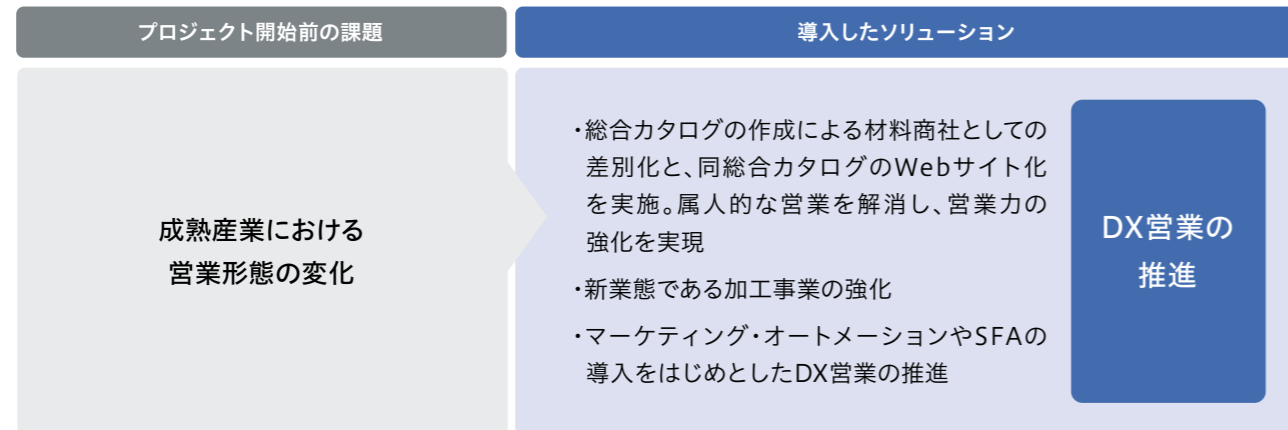 プロジェクト開始前の課題
導入したソリューション
成熟産業における
営業形態の変化
・総合カタログの作成による材料商社としての
差別化と、同総合カタログのWebサイト化
を実施。属人的な営業を解消し、営業力の
強化を実現
・新業態である加工事業の強化
・マーケティング・オートメーションやSFAの
導入をはじめとしたDX営業の推進
DX営業の
推進